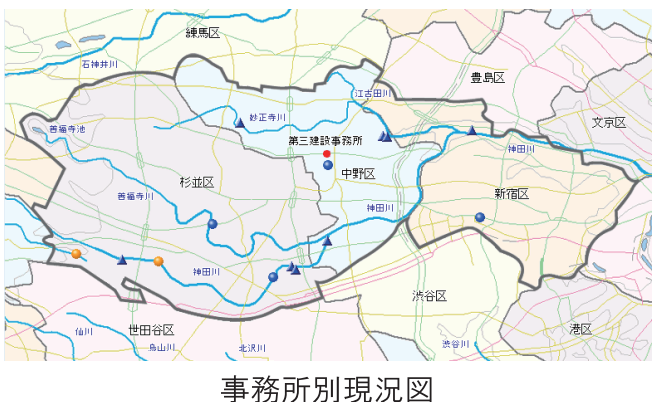 練馬区
石神井川
豊島区
江古田川
妙正寺川
文京区
善福寺池
第三建設事務所
神田川
中野区
杉並区
善福寺川
新宿区
神田川
神田川
渋谷区
世田谷区
港区
仙川
烏山川
北沢川
渋谷川
事務所別現況図